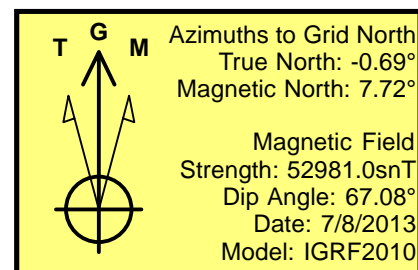 T G M
Azimuths to Grid North
True North: -0.69°
Magnetic North: 7.72°
Magnetic Field
Strength: 52981.0snT
Dip Angle: 67.08°
Date: 7/8/2013
Model: IGRF2010